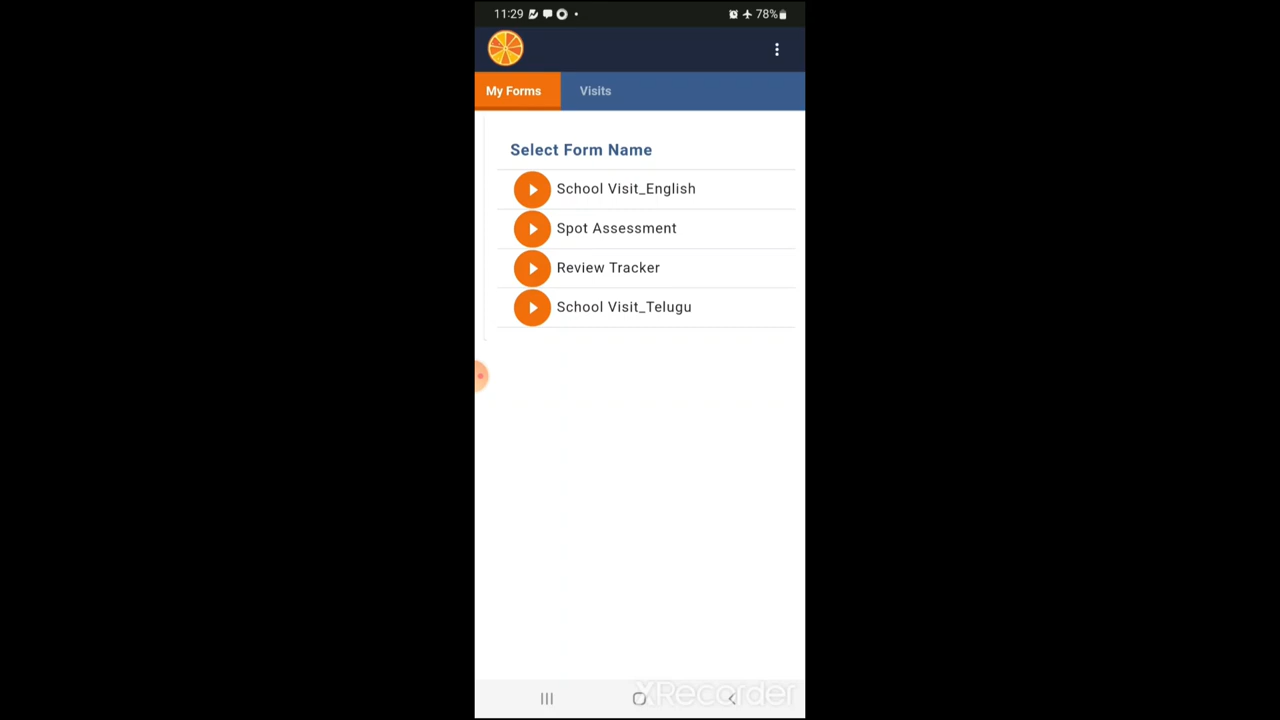 11:29
78%
My Forms
Visits
Select Form Name
School Visit_English
Spot Assessment
Review Tracker
School Visit_Telugu
XRecorder